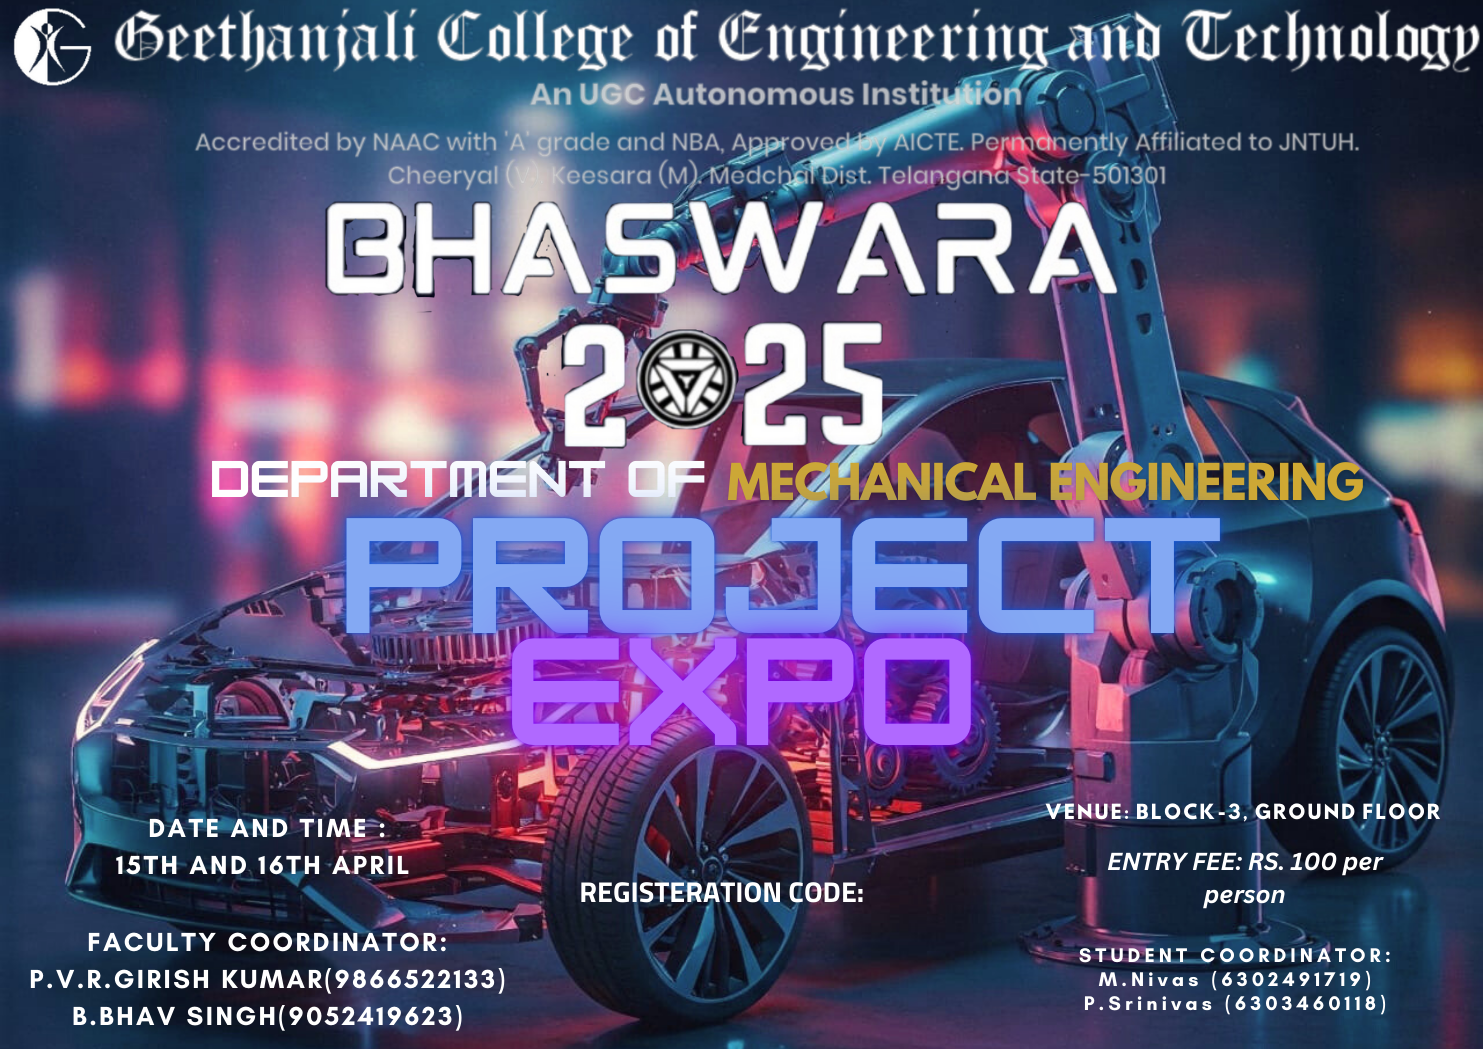 Geethanjali College of Engineering and Technology
An UGC Autonomous Institution
Accredited by NAAC with 'A' grade and NBA, Approved by AICTE. Permanently Affiliated to JNTUH.
Cheeryal (V), Keesara (M), Medchal Dist. Telangana State-501301
BHASWARA
2025
DEPARTMENT OF MECHANICAL ENGINEERING
PROJECT
EXPO
DATE AND TIME :
15TH AND 16TH APRIL
FACULTY COORDINATOR:
P.V.R.GIRISH KUMAR(9866522133)
B.BHAV SINGH(9052419623)
REGISTERATION CODE:
VENUE: BLOCK-3, GROUND FLOOR
ENTRY FEE: RS. 100 per
person
STUDENT COORDINATOR:
M.Nivas (6302491719)
P.Srinivas (6303460118)